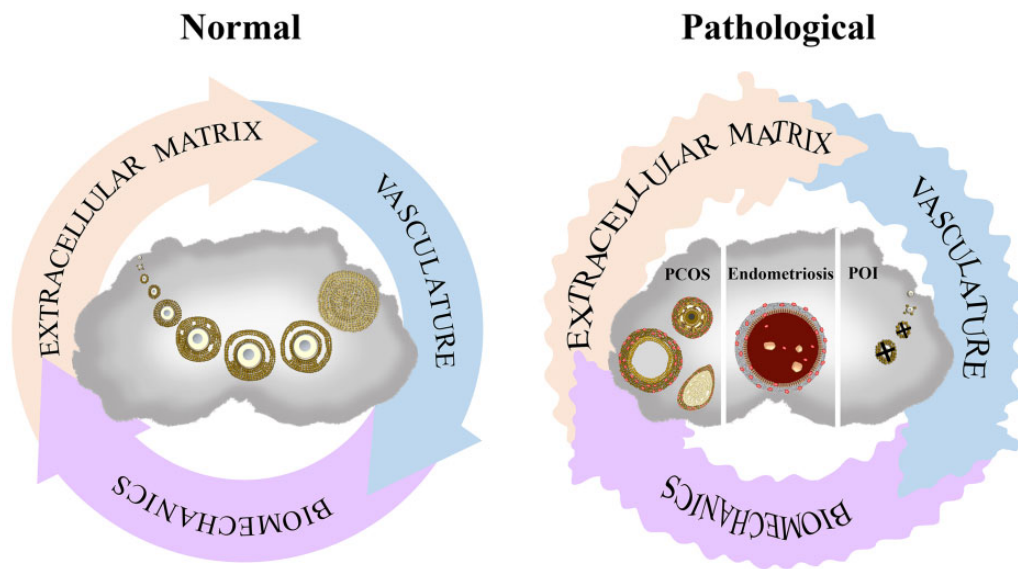 Normal
EXTRACELLULAR MATRIX
VASCULATURE
BIOMECHANICS
Pathological
EXTRACELLULAR MATRIX
VASCULATURE
BIOMECHANICS
PCOS
Endometriosis
POI